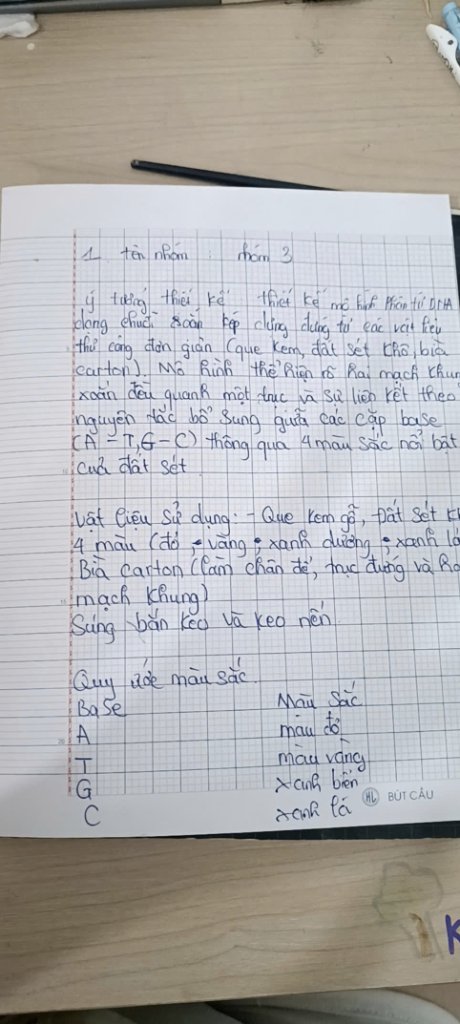 1 tên nhóm : nhóm 3
ý tưởng thiết kế thiết kế mô hình phân tử DNA
dạng chuỗi xoắn kép dựng đứng từ các vật liệu
thủ công đơn giản (que kem, đất sét khô, bìa
carton). Mô hình thể hiện rõ hai mạch khun
xoắn đều quanh một trục và sự liên kết theo
nguyên tắc bổ sung giữa các cặp base
(A - T, G - C) thông qua 4 màu sắc nổi bật
của đất sét.
vật liệu sử dụng: - Que kem gỗ, Đất sét k
4 màu (đỏ, vàng, xanh dương, xanh lá
Bìa carton (làm chân đế, trục đứng và ha
mạch khung)
Súng bắn keo và keo nến.
Quy ước màu sắc.
Base Màu sắc
A màu đỏ
T màu vàng
G xanh biển
C xanh lá
HL BÚT CÂU
K